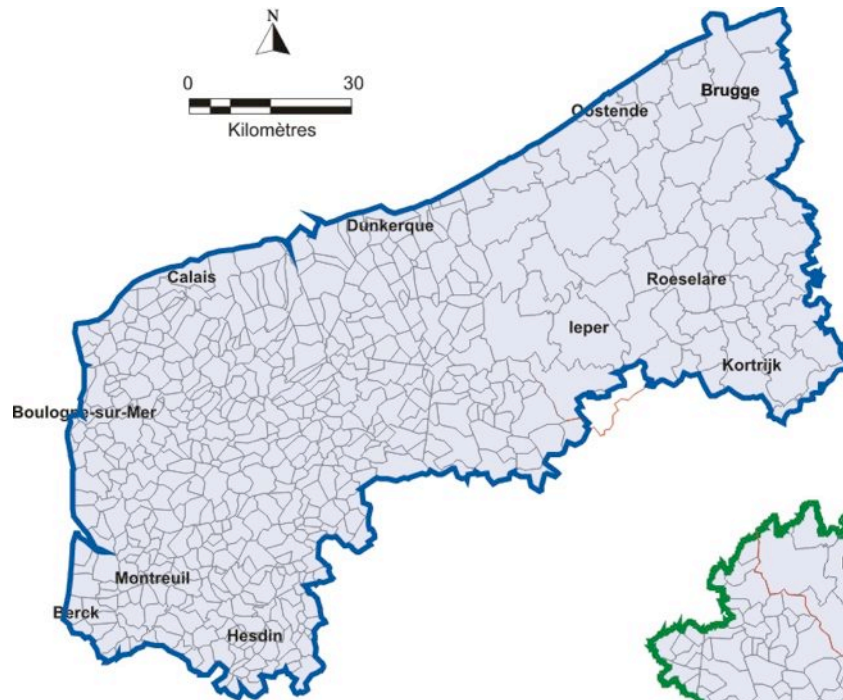 N
0 30
Kilomètres
Brugge
Oostende
Dunkerque
Calais
Roeselare
Ieper
Kortrijk
Boulogne-sur-Mer
Montreuil
Berck
Hesdin